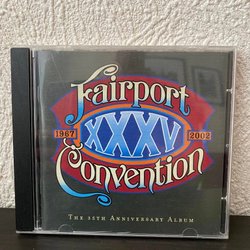 Fairport
1967 XXXV 2002
Convention
THE 35TH ANNIVERSARY ALBUM